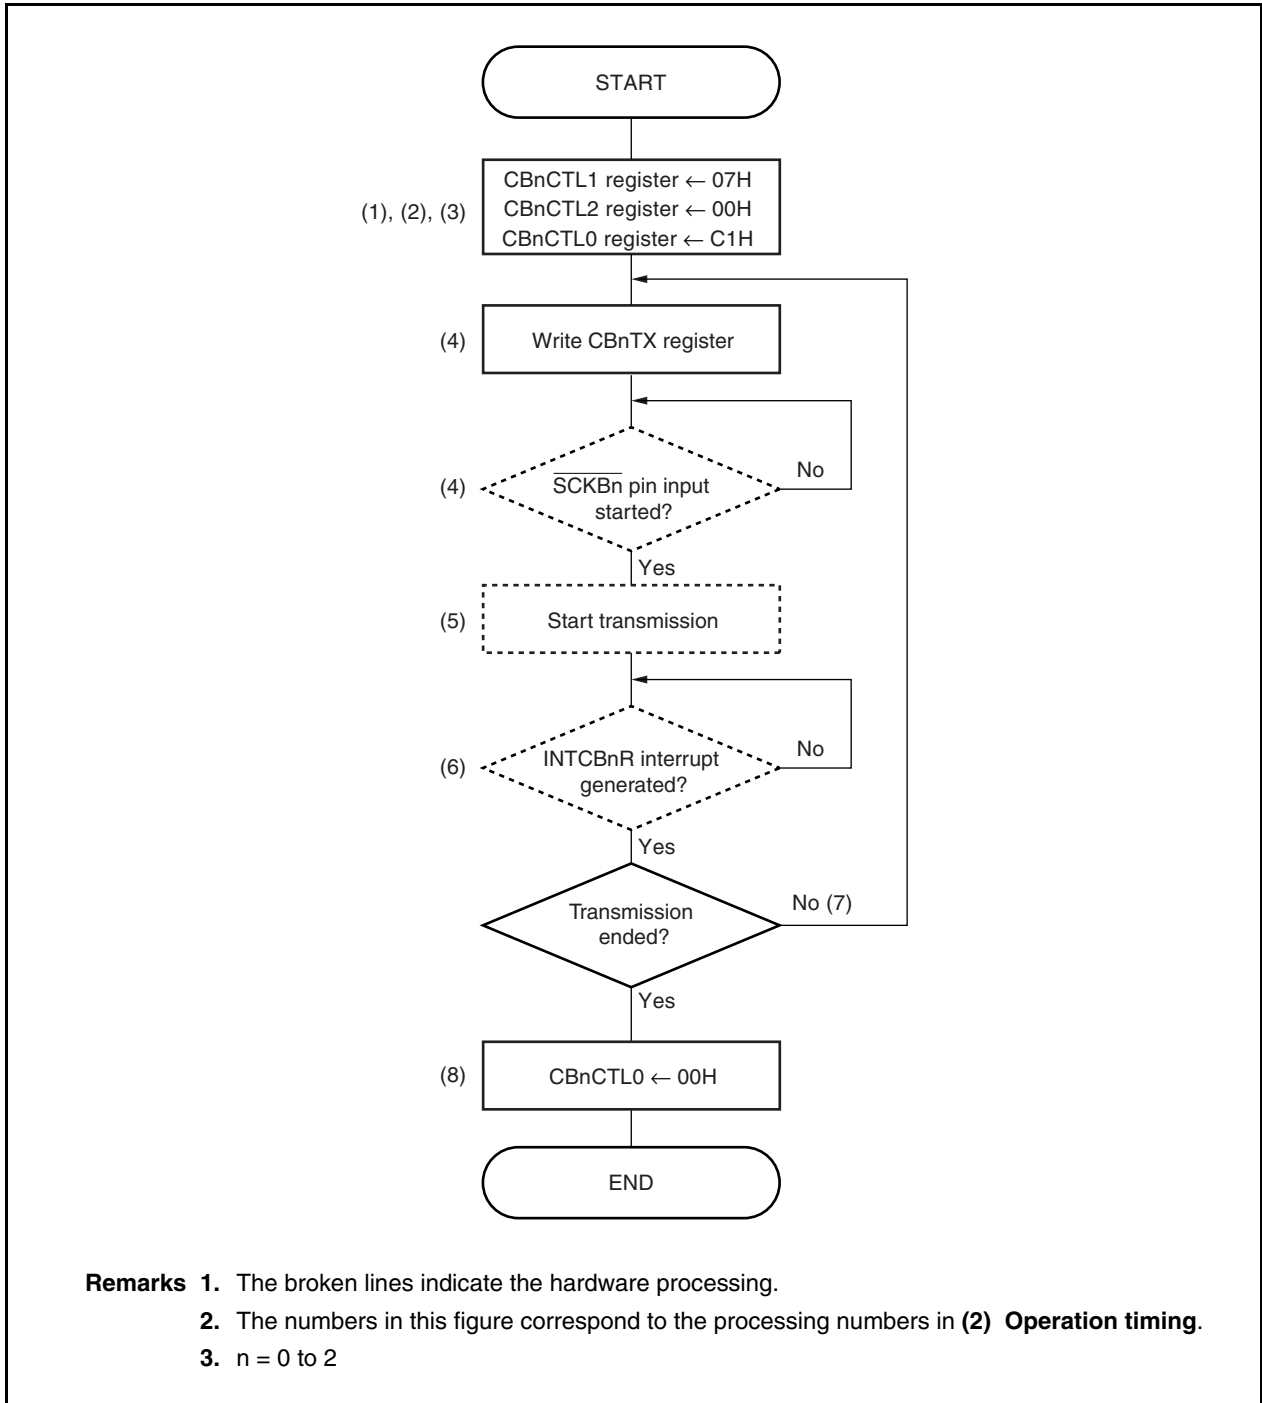 START
(1), (2), (3)
CBnCTL1 register ← 07H
CBnCTL2 register ← 00H
CBnCTL0 register ← C1H
(4)
Write CBnTX register
(4)
SCKBn pin input
started?
No
Yes
(5)
Start transmission
(6)
INTCBnR interrupt
generated?
No
Yes
Transmission
ended?
No (7)
Yes
(8)
CBnCTL0 ← 00H
END
Remarks 1. The broken lines indicate the hardware processing.
2. The numbers in this figure correspond to the processing numbers in (2) Operation timing.
3. n = 0 to 2